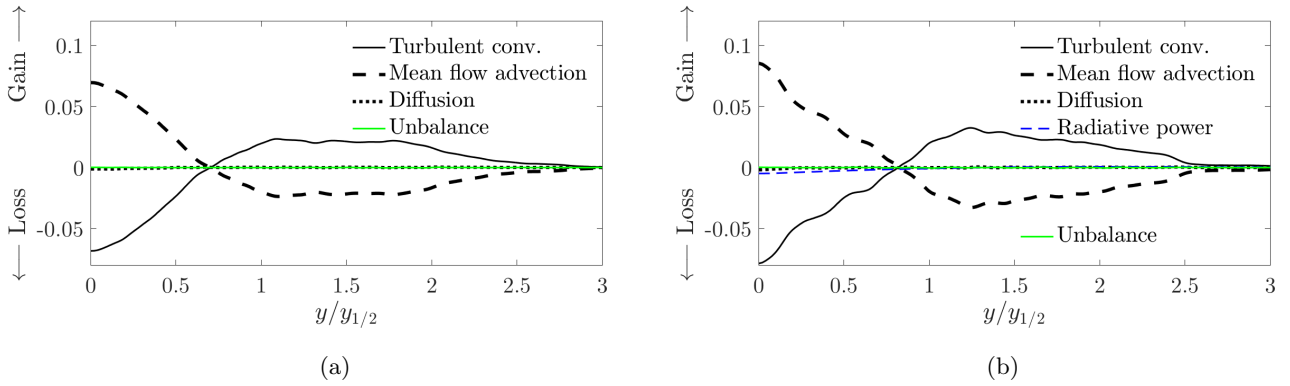 0.1
0.05
0
-0.05
← Loss
Gain →
Turbulent conv.
Mean flow advection
Diffusion
Unbalance
0 0.5 1 1.5 2 2.5 3
y/y1/2
(a)
0.1
0.05
0
-0.05
← Loss
Gain →
Turbulent conv.
Mean flow advection
Diffusion
Radiative power
Unbalance
0 0.5 1 1.5 2 2.5 3
y/y1/2
(b)